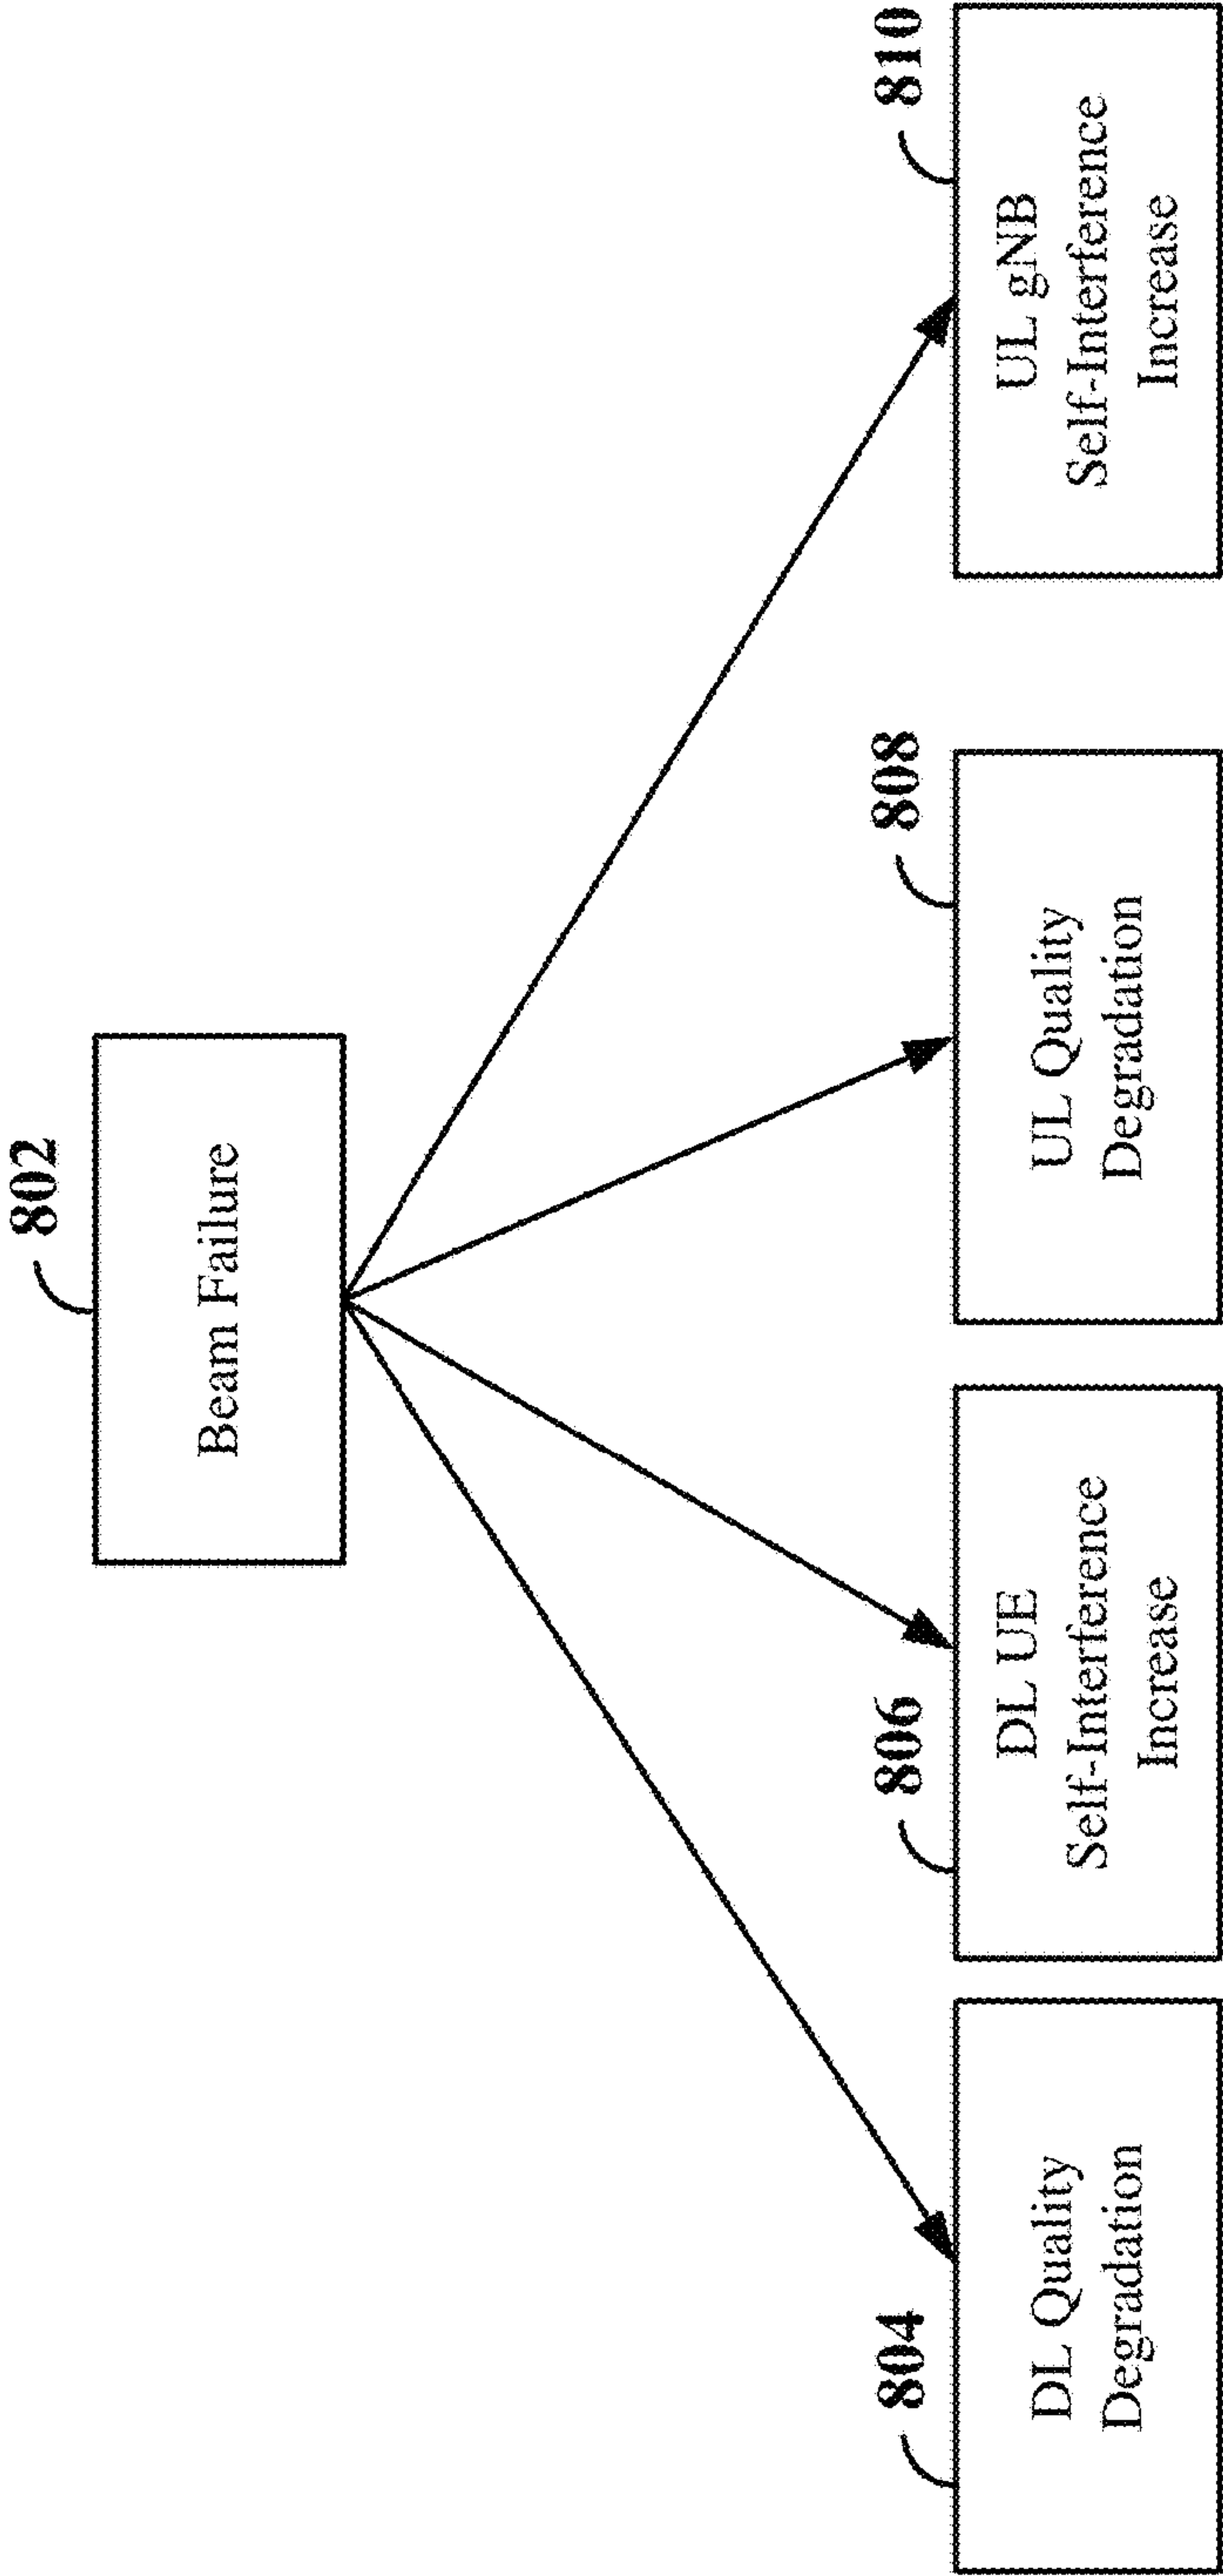 802
Beam Failure
804
DL Quality
Degradation
806
DL UE
Self-Interference
Increase
808
UL Quality
Degradation
810
UL gNB
Self-Interference
Increase